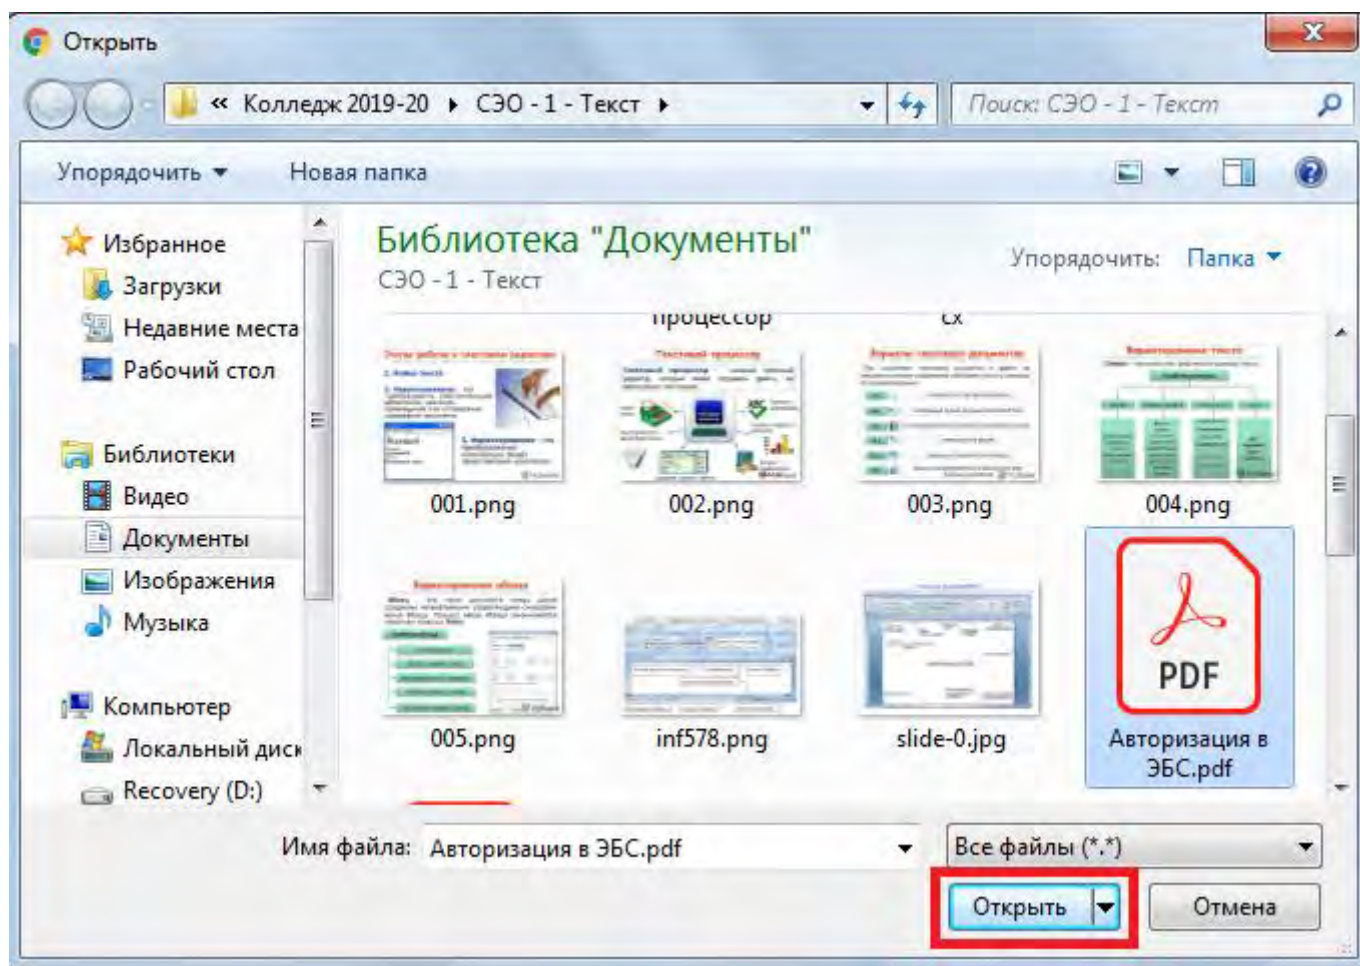 Открыть
« Колледж 2019-20 ▸ СЭО - 1 - Текст ▸
Поиск: СЭО - 1 - Текст
Упорядочить
Новая папка
Избранное
Загрузки
Недавние места
Рабочий стол
Библиотеки
Видео
Документы
Изображения
Музыка
Компьютер
Локальный диск
Recovery (D:)
Библиотека "Документы"
СЭО - 1 - Текст
Упорядочить: Папка
процессор
сх
Текстовый процессор
001.png
002.png
003.png
004.png
PDF
005.png
inf578.png
slide-0.jpg
Авторизация в
ЭБС.pdf
Имя файла: Авторизация в ЭБС.pdf
Все файлы (*.*)
Открыть
Отмена